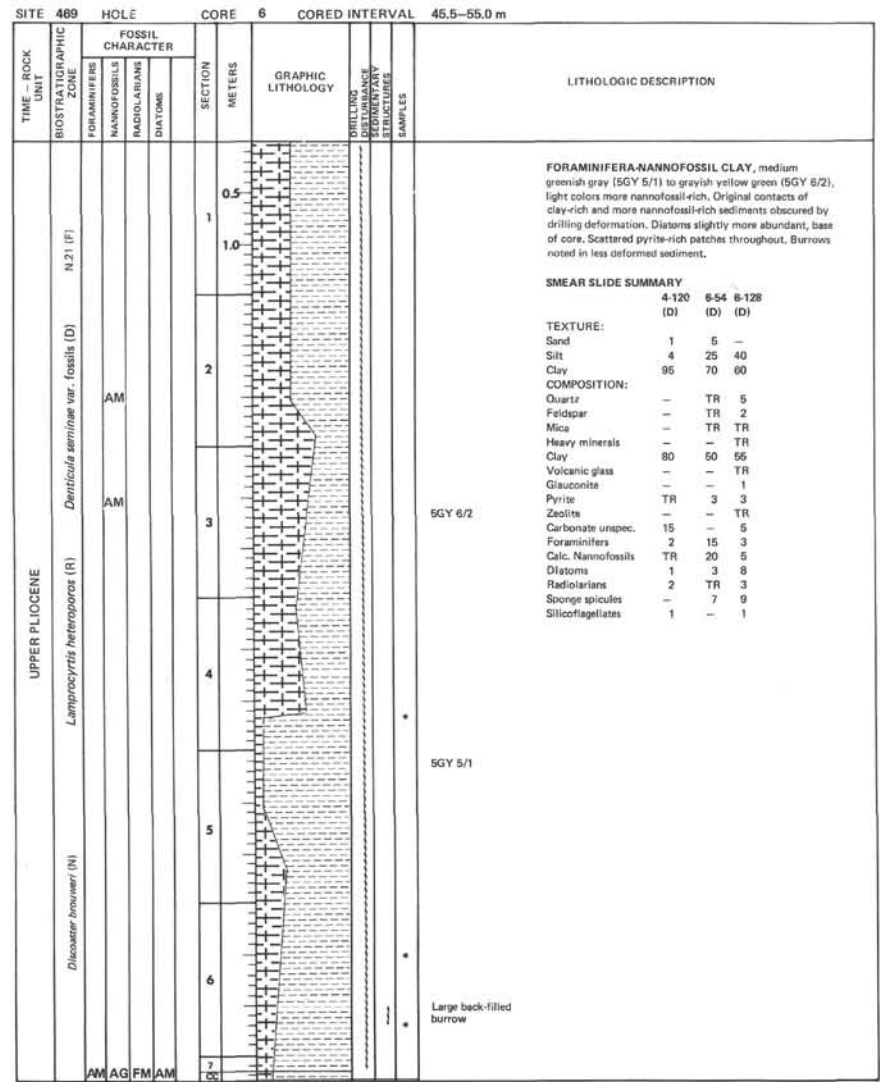 SITE 469 HOLE CORE 6 CORED INTERVAL 45.5–55.0 m
TIME – ROCK UNIT
BIOSTRATIGRAPHIC ZONE
FOSSIL CHARACTER
FORAMINIFERS
NANNOFOSSILS
RADIOLARIANS
DIATOMS
SECTION
METERS
GRAPHIC LITHOLOGY
DRILLING DISTURBANCE
SEDIMENTARY STRUCTURES
SAMPLES
LITHOLOGIC DESCRIPTION
UPPER PLIOCENE
N.21 (F)
Denticula seminae var. fossils (D)
Lamprocyrtis heteroporos (R)
Discoaster brouweri (N)
AM
AM
AM AG FM AM
1
0.5
1.0
2
3
4
5
6
7
CC
*
*
*
5GY 6/2
5GY 5/1
Large back-filled
burrow
FORAMINIFERA-NANNOFOSSIL CLAY, medium
greenish gray (5GY 5/1) to grayish yellow green (5GY 6/2),
light colors more nannofossil-rich. Original contacts of
clay-rich and more nannofossil-rich sediments obscured by
drilling deformation. Diatoms slightly more abundant, base
of core. Scattered pyrite-rich patches throughout. Burrows
noted in less deformed sediment.
SMEAR SLIDE SUMMARY
4-120 6-54 6-128
(D) (D) (D)
TEXTURE:
Sand 1 5 –
Silt 4 25 40
Clay 95 70 60
COMPOSITION:
Quartz – TR 5
Feldspar – TR 2
Mica – TR TR
Heavy minerals – – TR
Clay 80 50 55
Volcanic glass – – TR
Glauconite – – 1
Pyrite TR 3 3
Zeolite – – TR
Carbonate unspec. 15 – 5
Foraminifers 2 15 3
Calc. Nannofossils TR 20 5
Diatoms 1 3 8
Radiolarians 2 TR 3
Sponge spicules – 7 9
Silicoflagellates 1 – 1